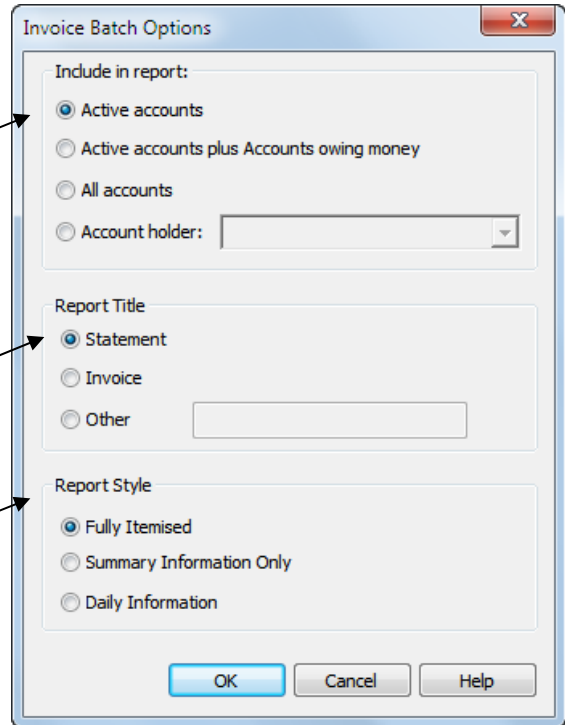 Invoice Batch Options
Include in report:
Active accounts
Active accounts plus Accounts owing money
All accounts
Account holder:
Report Title
Statement
Invoice
Other
Report Style
Fully Itemised
Summary Information Only
Daily Information
OK Cancel Help